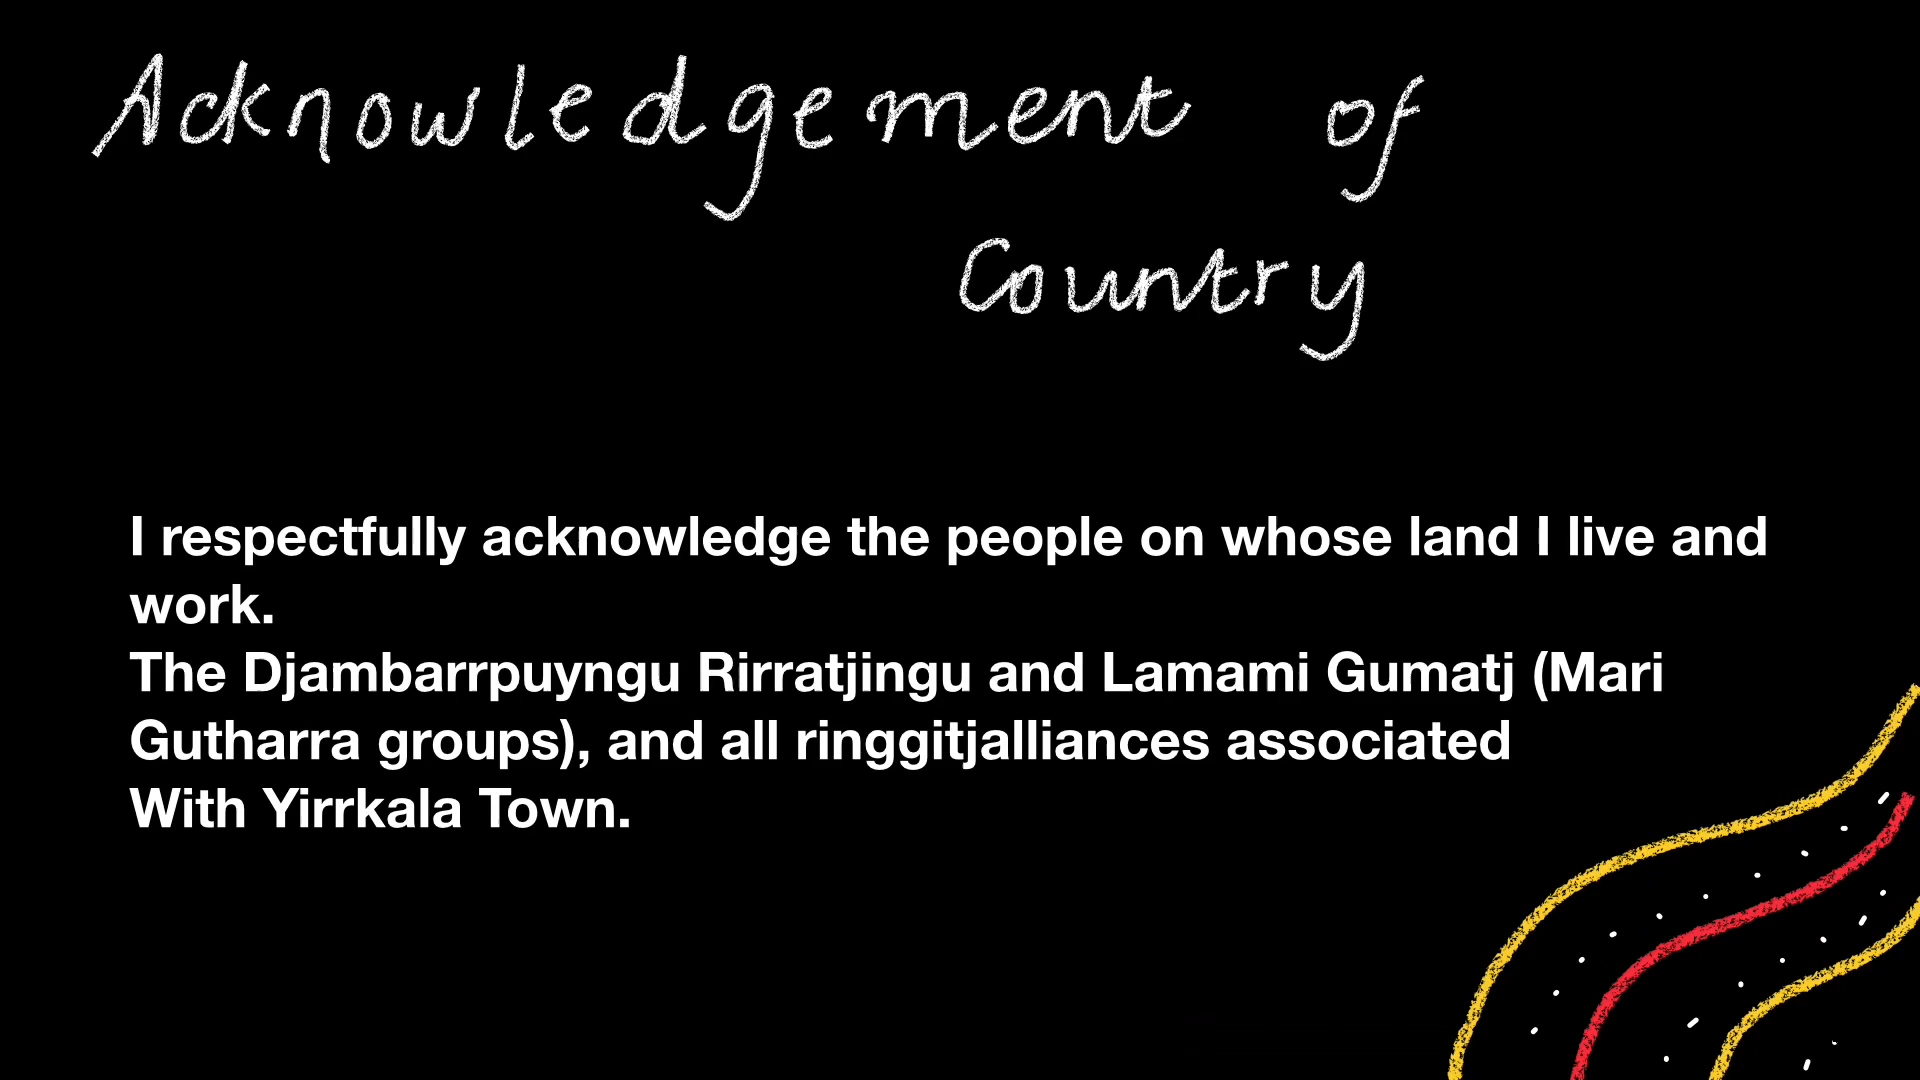 Acknowledgement of
Country
I respectfully acknowledge the people on whose land I live and
work.
The Djambarrpuyngu Rirratjingu and Lamami Gumatj (Mari
Gutharra groups), and all ringgitjalliances associated
With Yirrkala Town.